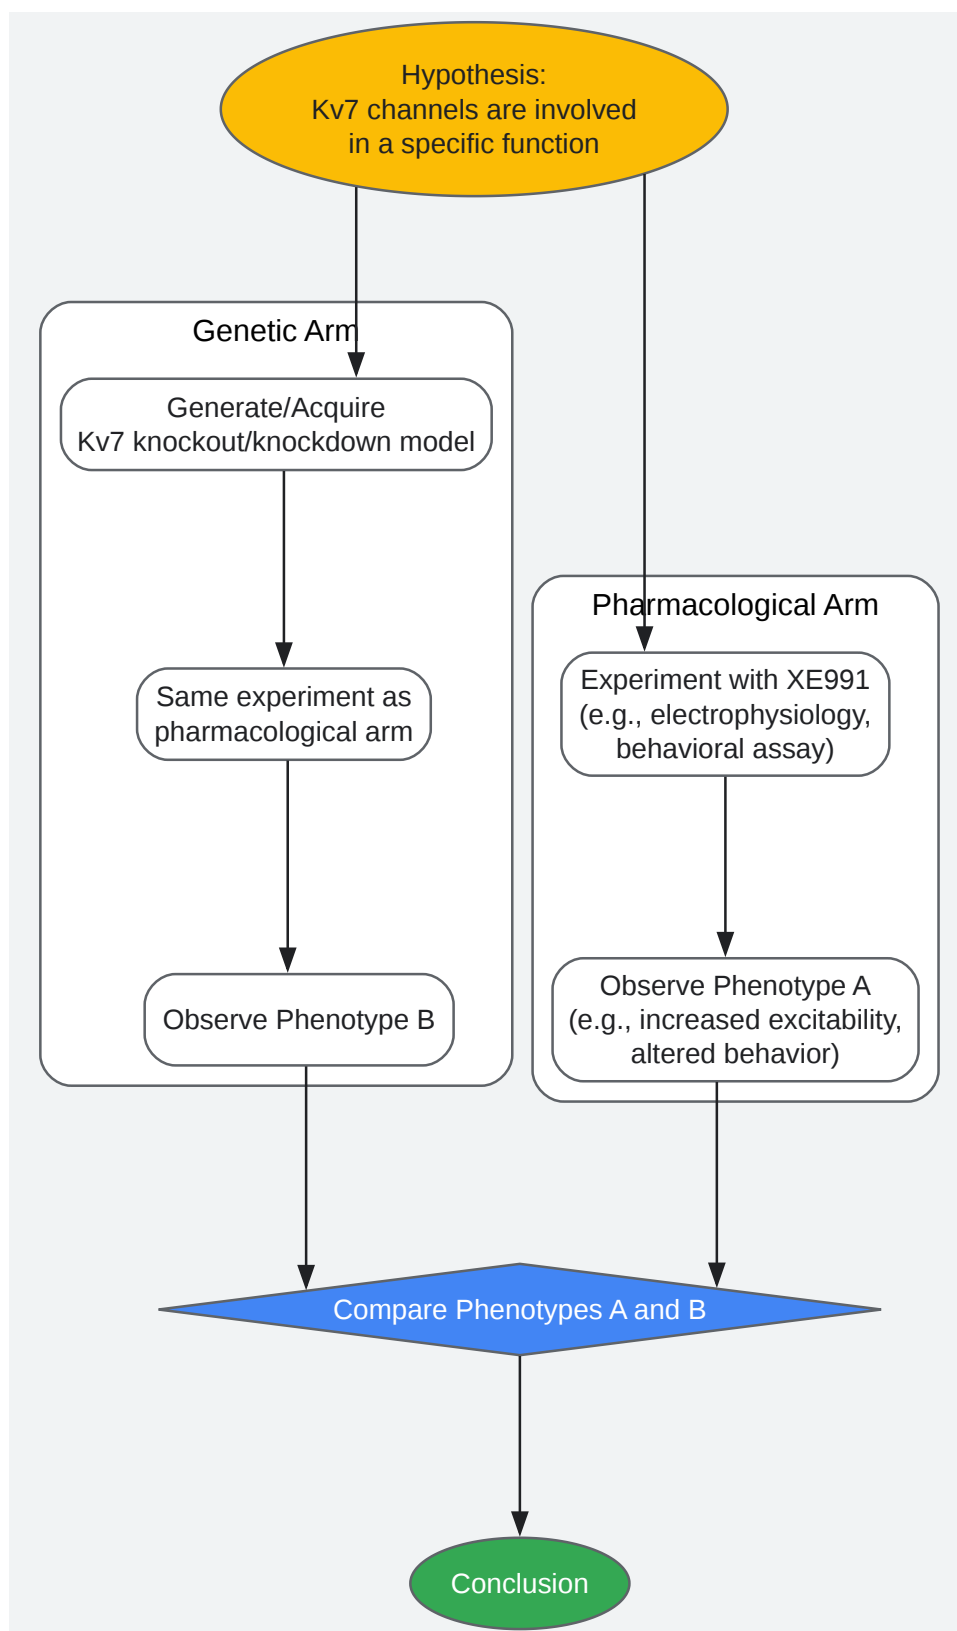 Hypothesis:
Kv7 channels are involved
in a specific function
Genetic Arm
Generate/Acquire
Kv7 knockout/knockdown model
Same experiment as
pharmacological arm
Observe Phenotype B
Pharmacological Arm
Experiment with XE991
(e.g., electrophysiology,
behavioral assay)
Observe Phenotype A
(e.g., increased excitability,
altered behavior)
Compare Phenotypes A and B
Conclusion